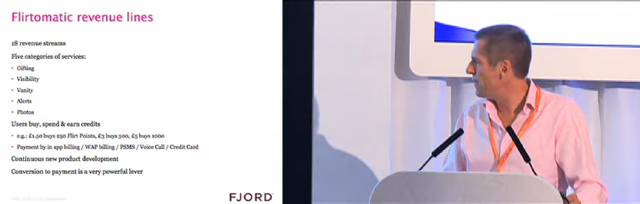 Flirtomatic revenue lines
18 revenue streams
Five categories of services:
• Gifting
• Visibility
• Vanity
• Alerts
• Photos
Users buy, spend & earn credits
• e.g.: £1.50 buys 250 Flirt Points, £3 buys 500, £5 buys 1000
• Payment by in app billing / WAP billing / PSMS / Voice Call / Credit Card
Continuous new product development
Conversion to payment is a very powerful lever
FJORD